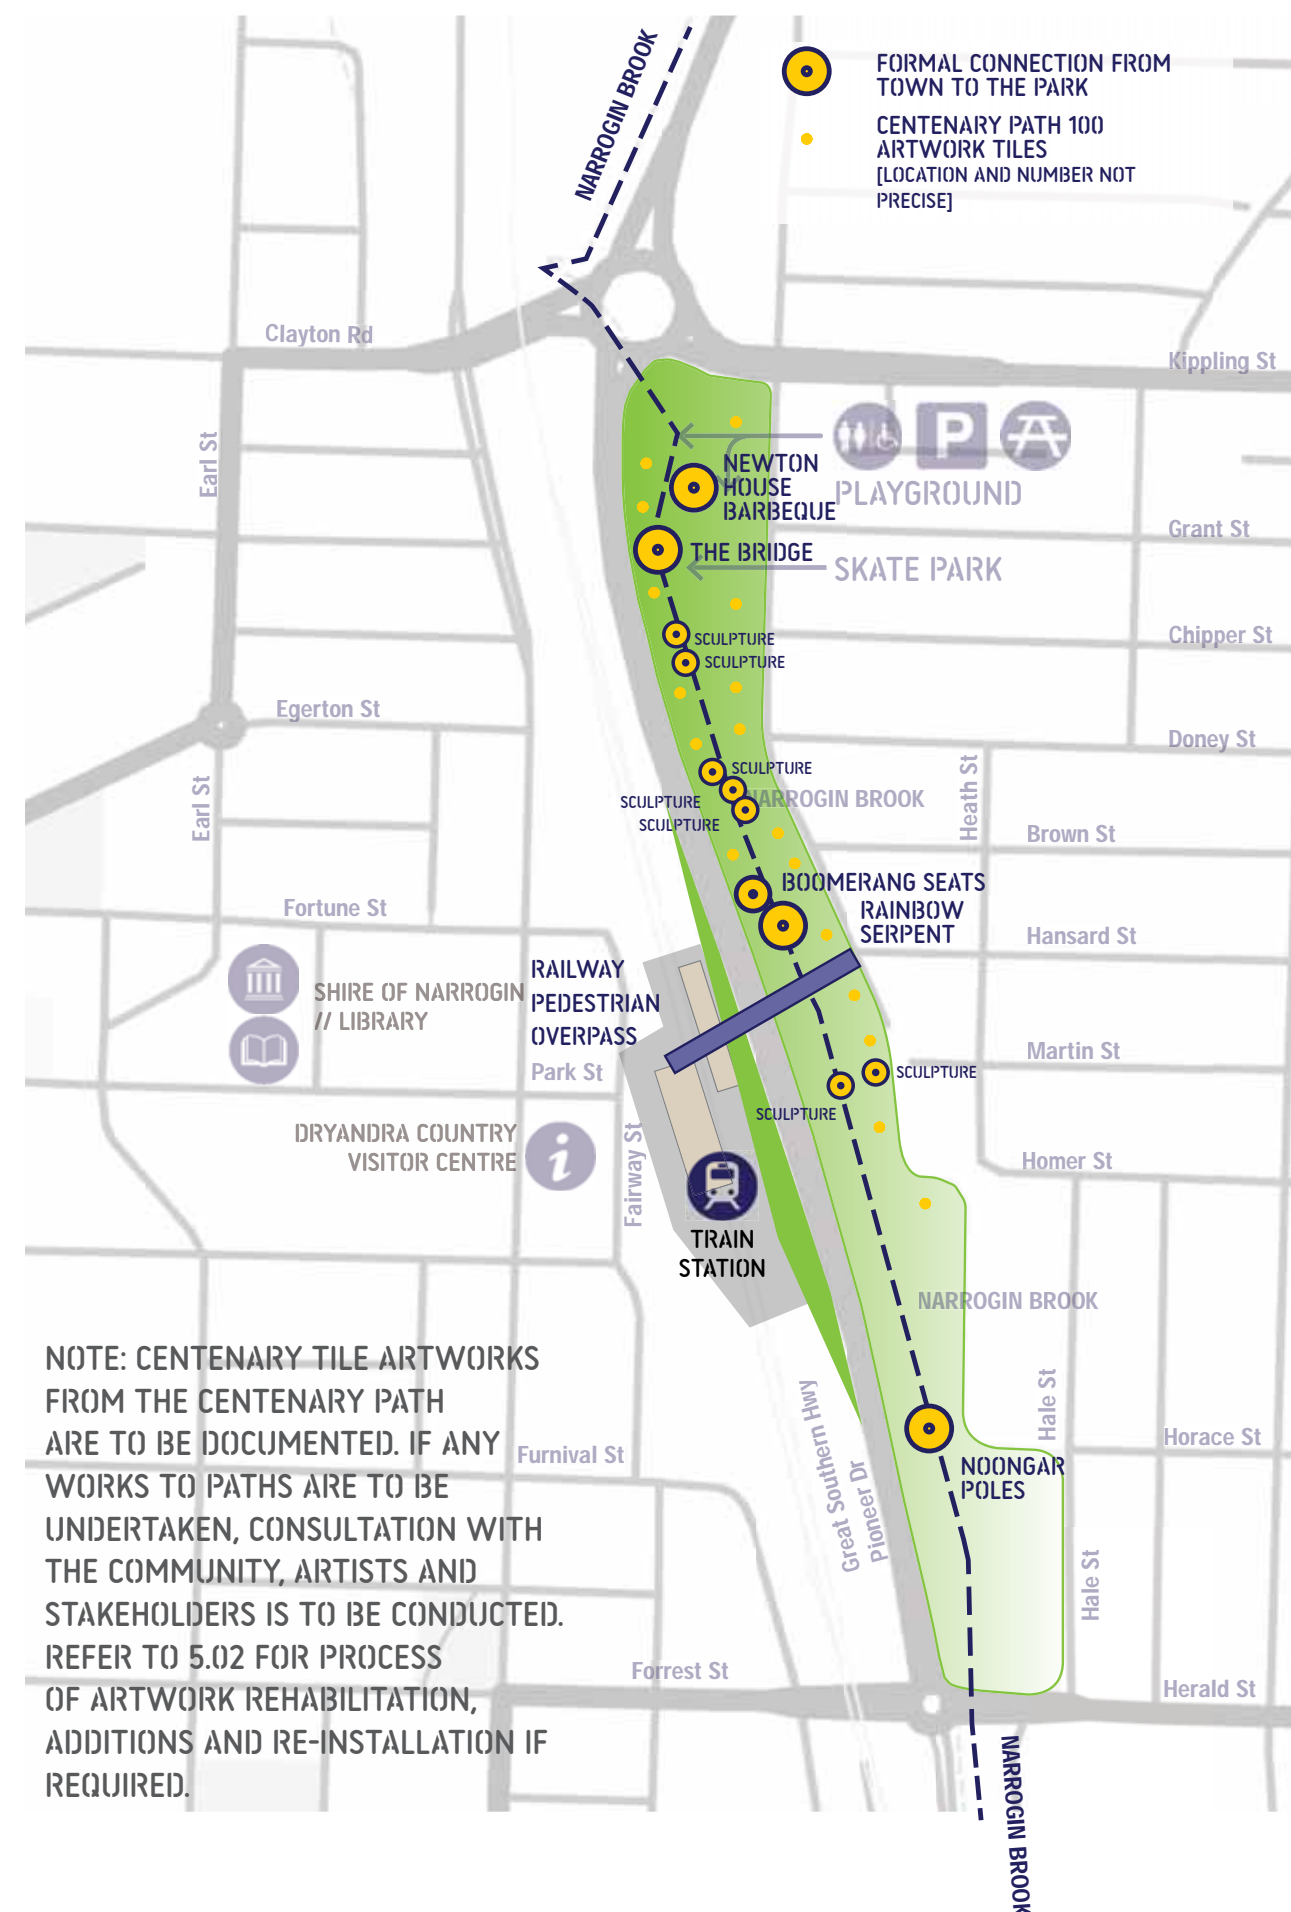 NARROGIN BROOK
FORMAL CONNECTION FROM
TOWN TO THE PARK
CENTENARY PATH 100
ARTWORK TILES
[LOCATION AND NUMBER NOT
PRECISE]
Clayton Rd
Kippling St
Earl St
P
NEWTON
HOUSE
BARBEQUE
PLAYGROUND
Grant St
THE BRIDGE
SKATE PARK
SCULPTURE
Chipper St
SCULPTURE
Egerton St
Doney St
Heath St
SCULPTURE
Earl St
SCULPTURE
NARROGIN BROOK
SCULPTURE
Brown St
BOOMERANG SEATS
RAINBOW
SERPENT
Fortune St
Hansard St
RAILWAY
PEDESTRIAN
OVERPASS
SHIRE OF NARROGIN
// LIBRARY
Martin St
Park St
SCULPTURE
SCULPTURE
DRYANDRA COUNTRY
VISITOR CENTRE
i
Fairway St
Homer St
TRAIN
STATION
NARROGIN BROOK
NOTE: CENTENARY TILE ARTWORKS
FROM THE CENTENARY PATH
ARE TO BE DOCUMENTED. IF ANY
WORKS TO PATHS ARE TO BE
UNDERTAKEN, CONSULTATION WITH
THE COMMUNITY, ARTISTS AND
STAKEHOLDERS IS TO BE CONDUCTED.
REFER TO 5.02 FOR PROCESS
OF ARTWORK REHABILITATION,
ADDITIONS AND RE-INSTALLATION IF
REQUIRED.
Furnival St
Great Southern Hwy
Pioneer Dr
Hale St
Horace St
NOONGAR
POLES
Hale St
Forrest St
Herald St
NARROGIN BROOK